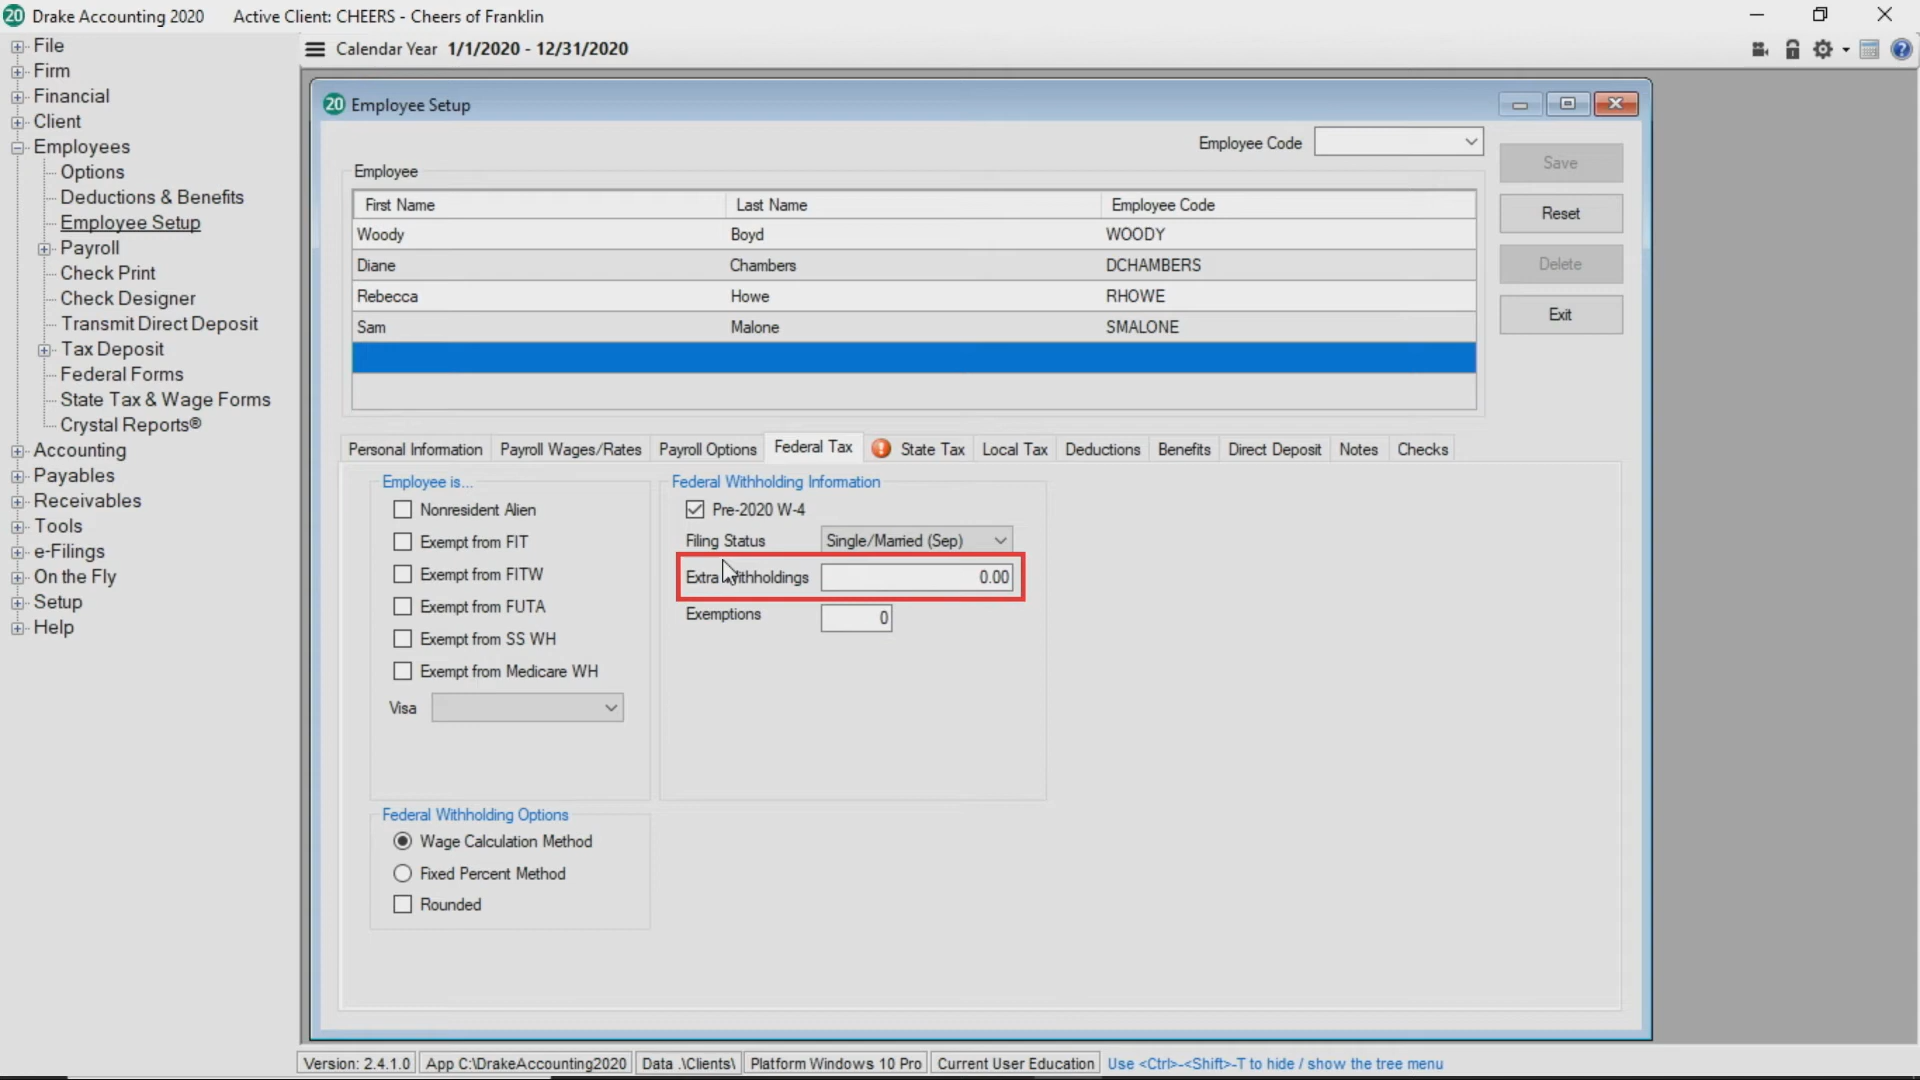 20 Drake Accounting 2020 Active Client: CHEERS - Cheers of Franklin
File
Firm
Financial
Client
Employees
Options
Deductions & Benefits
Employee Setup
Payroll
Check Print
Check Designer
Transmit Direct Deposit
Tax Deposit
Federal Forms
State Tax & Wage Forms
Crystal Reports®
Accounting
Payables
Receivables
Tools
e-Filings
On the Fly
Setup
Help
Calendar Year 1/1/2020 - 12/31/2020
20 Employee Setup
Employee Code
Save
Reset
Delete
Exit
Employee
First Name Last Name Employee Code
Woody Boyd WOODY
Diane Chambers DCHAMBERS
Rebecca Howe RHOWE
Sam Malone SMALONE
Personal Information Payroll Wages/Rates Payroll Options Federal Tax State Tax Local Tax Deductions Benefits Direct Deposit Notes Checks
Employee is...
Nonresident Alien
Exempt from FIT
Exempt from FITW
Exempt from FUTA
Exempt from SS WH
Exempt from Medicare WH
Visa
Federal Withholding Information
Pre-2020 W-4
Filing Status Single/Married (Sep)
Extra Withholdings 0.00
Exemptions 0
Federal Withholding Options
Wage Calculation Method
Fixed Percent Method
Rounded
Version: 2.4.1.0 App C:\DrakeAccounting2020 Data .\Clients\ Platform Windows 10 Pro Current User Education Use <Ctrl>-<Shift>-T to hide / show the tree menu